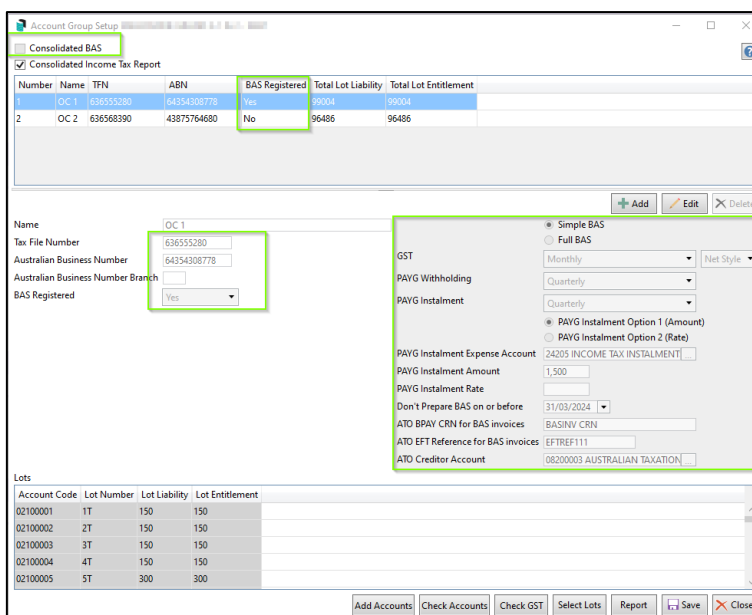 Account Group Setup
Consolidated BAS
Consolidated Income Tax Report
Number Name TFN ABN BAS Registered Total Lot Liability Total Lot Entitlement
1 OC 1 636555280 64354308778 Yes 99004 99004
2 OC 2 636568390 43875764680 No 96486 96486
Add Edit Delete
Name OC 1
Tax File Number 636555280
Australian Business Number 64354308778
Australian Business Number Branch
BAS Registered Yes
Simple BAS
Full BAS
GST Monthly Net Style
PAYG Withholding Quarterly
PAYG Instalment Quarterly
PAYG Instalment Option 1 (Amount)
PAYG Instalment Option 2 (Rate)
PAYG Instalment Expense Account 24205 INCOME TAX INSTALMENT ...
PAYG Instalment Amount 1,500
PAYG Instalment Rate
Don't Prepare BAS on or before 31/03/2024
ATO BPAY CRN for BAS invoices BASINV CRN
ATO EFT Reference for BAS invoices EFTREF111
ATO Creditor Account 08200003 AUSTRALIAN TAXATION ...
Lots
Account Code Lot Number Lot Liability Lot Entitlement
02100001 1T 150 150
02100002 2T 150 150
02100003 3T 150 150
02100004 4T 150 150
02100005 5T 300 300
Add Accounts Check Accounts Check GST Select Lots Report Save Close